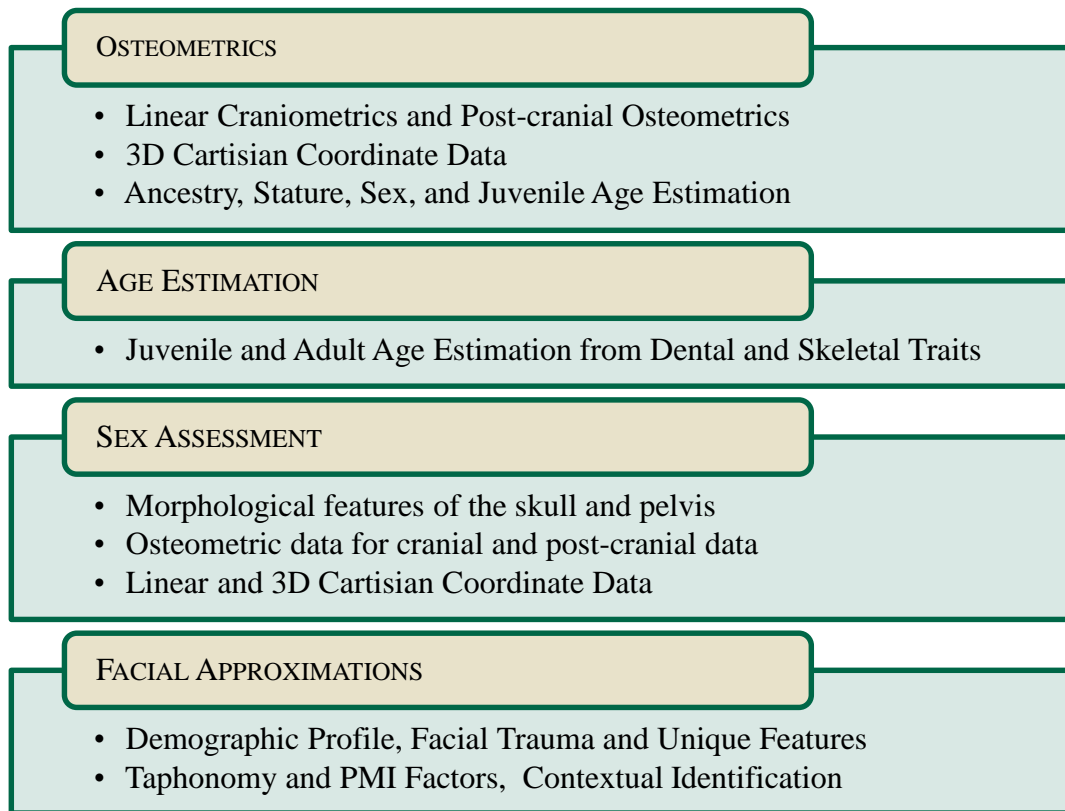 OSTEOMETRICS
• Linear Craniometrics and Post-cranial Osteometrics
• 3D Cartisian Coordinate Data
• Ancestry, Stature, Sex, and Juvenile Age Estimation
AGE ESTIMATION
• Juvenile and Adult Age Estimation from Dental and Skeletal Traits
SEX ASSESSMENT
• Morphological features of the skull and pelvis
• Osteometric data for cranial and post-cranial data
• Linear and 3D Cartisian Coordinate Data
FACIAL APPROXIMATIONS
• Demographic Profile, Facial Trauma and Unique Features
• Taphonomy and PMI Factors,  Contextual Identification